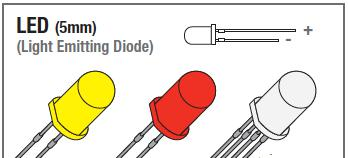 LED (5mm)
(Light Emitting Diode)
+
-